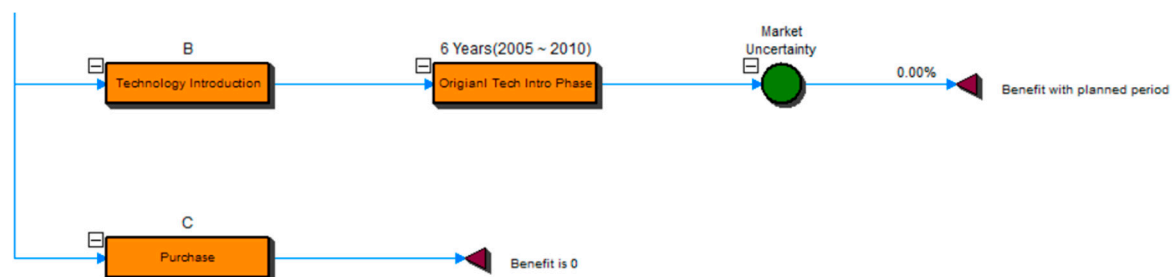 B
6 Years(2005 ~ 2010)
Market
Uncertainty
Technology Introduction
Origianl Tech Intro Phase
0.00%
Benefit with planned period
C
Purchase
Benefit is 0